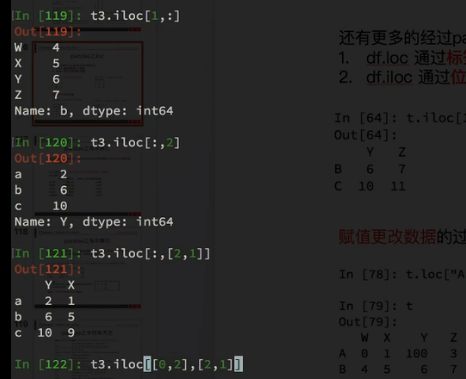 In [119]: t3.iloc[1,:]
Out[119]:
W 4
X 5
Y 6
Z 7
Name: b, dtype: int64
In [120]: t3.iloc[:,2]
Out[120]:
a 2
b 6
c 10
Name: Y, dtype: int64
In [121]: t3.iloc[:,[2,1]]
Out[121]:
Y X
a 2 1
b 6 5
c 10 9
In [122]: t3.iloc[[0,2],[2,1]]
还有更多的经过pa
1. df.loc 通过标
2. df.iloc 通过位
In [64]: t.iloc[1
Out[64]:
Y Z
B 6 7
C 10 11
赋值更改数据的过
In [78]: t.loc["A
In [79]: t
Out[79]:
W X Y Z
A 0 1 100 3
B 4 5 6 7